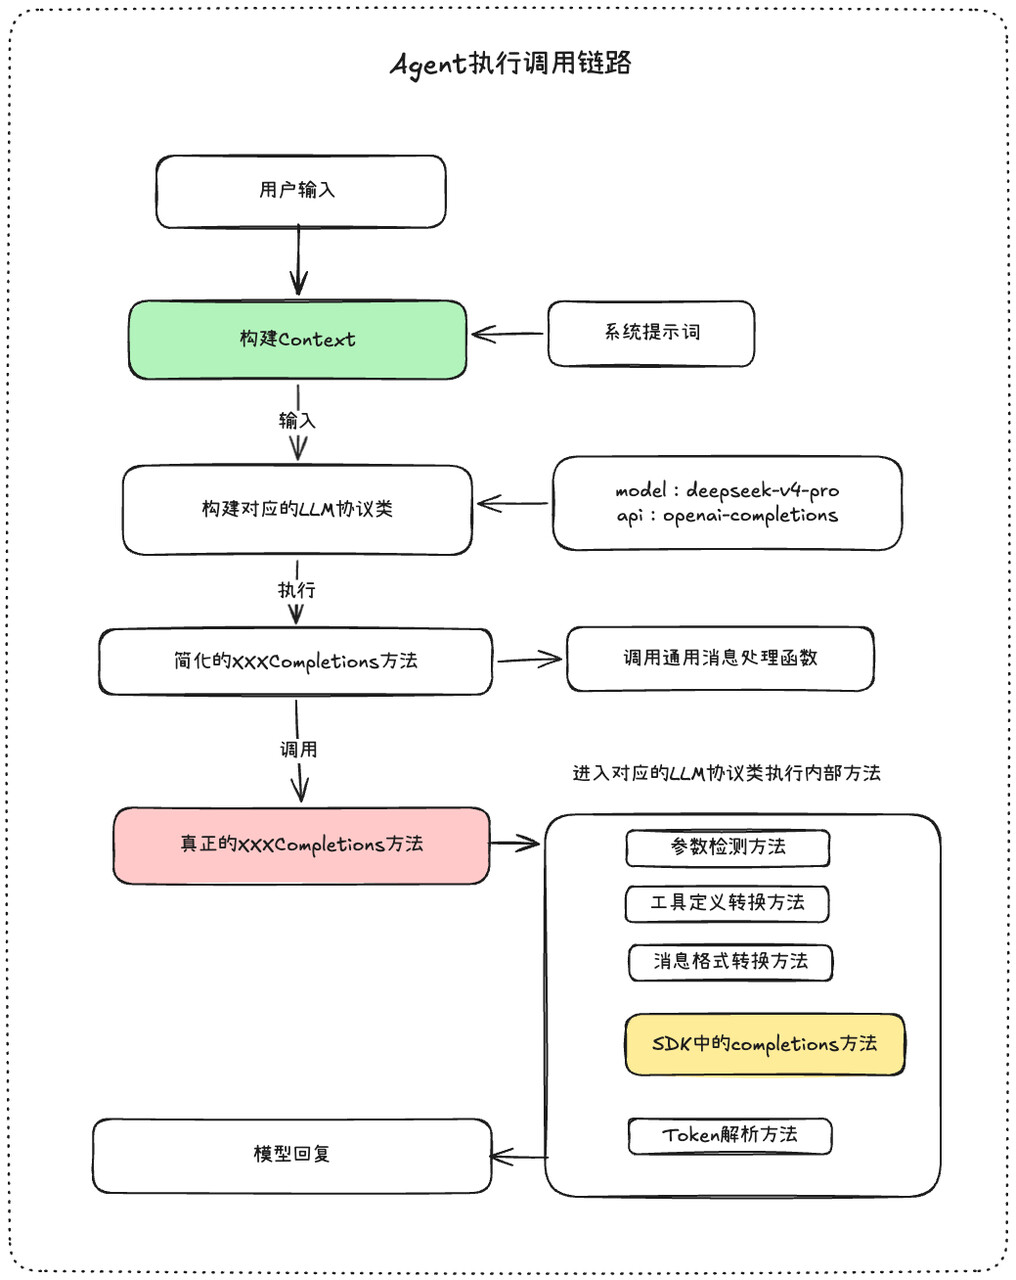 Agent执行调用链路
用户输入
构建Context
系统提示词
输入
构建对应的LLM协议类
model：deepseek-v4-pro
api：openai-completions
执行
简化的XXXCompletions方法
调用通用消息处理函数
调用
进入对应的LLM协议类执行内部方法
真正的XXXCompletions方法
参数检测方法
工具定义转换方法
消息格式转换方法
SDK中的completions方法
Token解析方法
模型回复